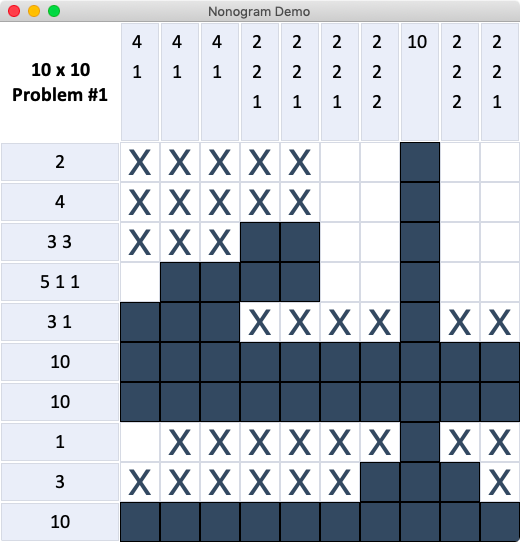 Nonogram Demo
10 x 10
Problem #1
4 4 4 2 2 2 2 10 2 2
1 1 1 2 2 2 2 2 2
1 1 1 2 2 1
2
4
3 3
5 1 1
3 1
10
10
1
3
10
X X X X X
X X X X X
X X X
X X X X X X
X X X X X X X X
X X X X X X X